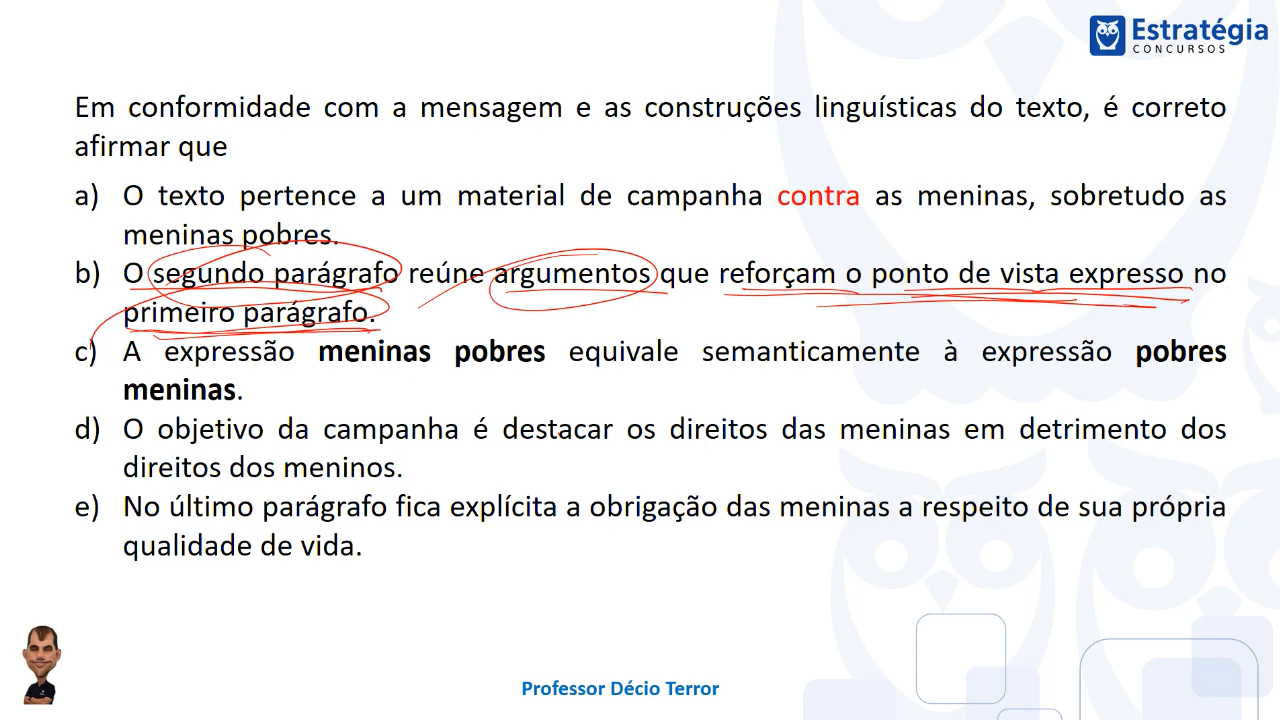 Estratégia
CONCURSOS
Em conformidade com a mensagem e as construções linguísticas do texto, é correto
afirmar que
a) O texto pertence a um material de campanha contra as meninas, sobretudo as
meninas pobres.
b) O segundo parágrafo reúne argumentos que reforçam o ponto de vista expresso no
primeiro parágrafo.
c) A expressão meninas pobres equivale semanticamente à expressão pobres
meninas.
d) O objetivo da campanha é destacar os direitos das meninas em detrimento dos
direitos dos meninos.
e) No último parágrafo fica explícita a obrigação das meninas a respeito de sua própria
qualidade de vida.
Professor Décio Terror